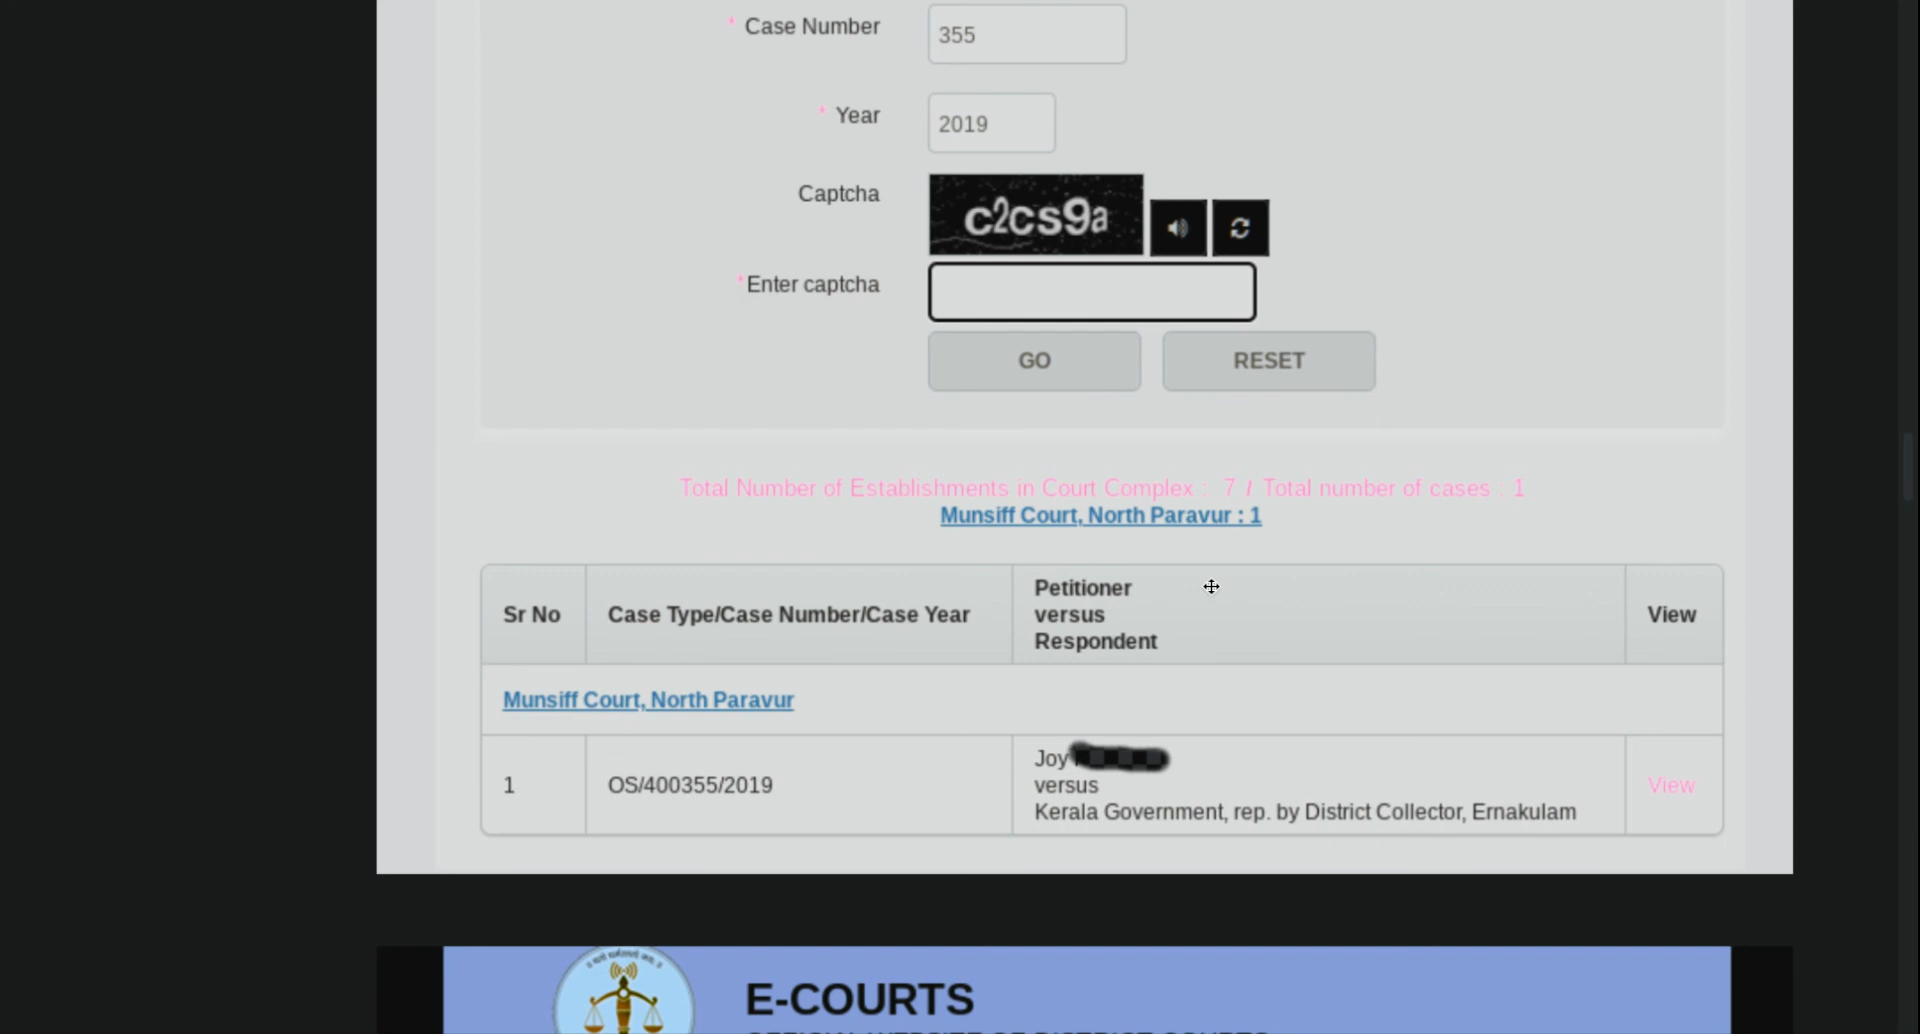 * Case Number
355
* Year
2019
Captcha
c2cs9a
*Enter captcha
GO
RESET
Total Number of Establishments in Court Complex : 7 / Total number of cases : 1
Munsiff Court, North Paravur : 1
Sr No
Case Type/Case Number/Case Year
Petitioner
versus
Respondent
View
Munsiff Court, North Paravur
1
OS/400355/2019
Joy
versus
Kerala Government, rep. by District Collector, Ernakulam
View
E-COURTS